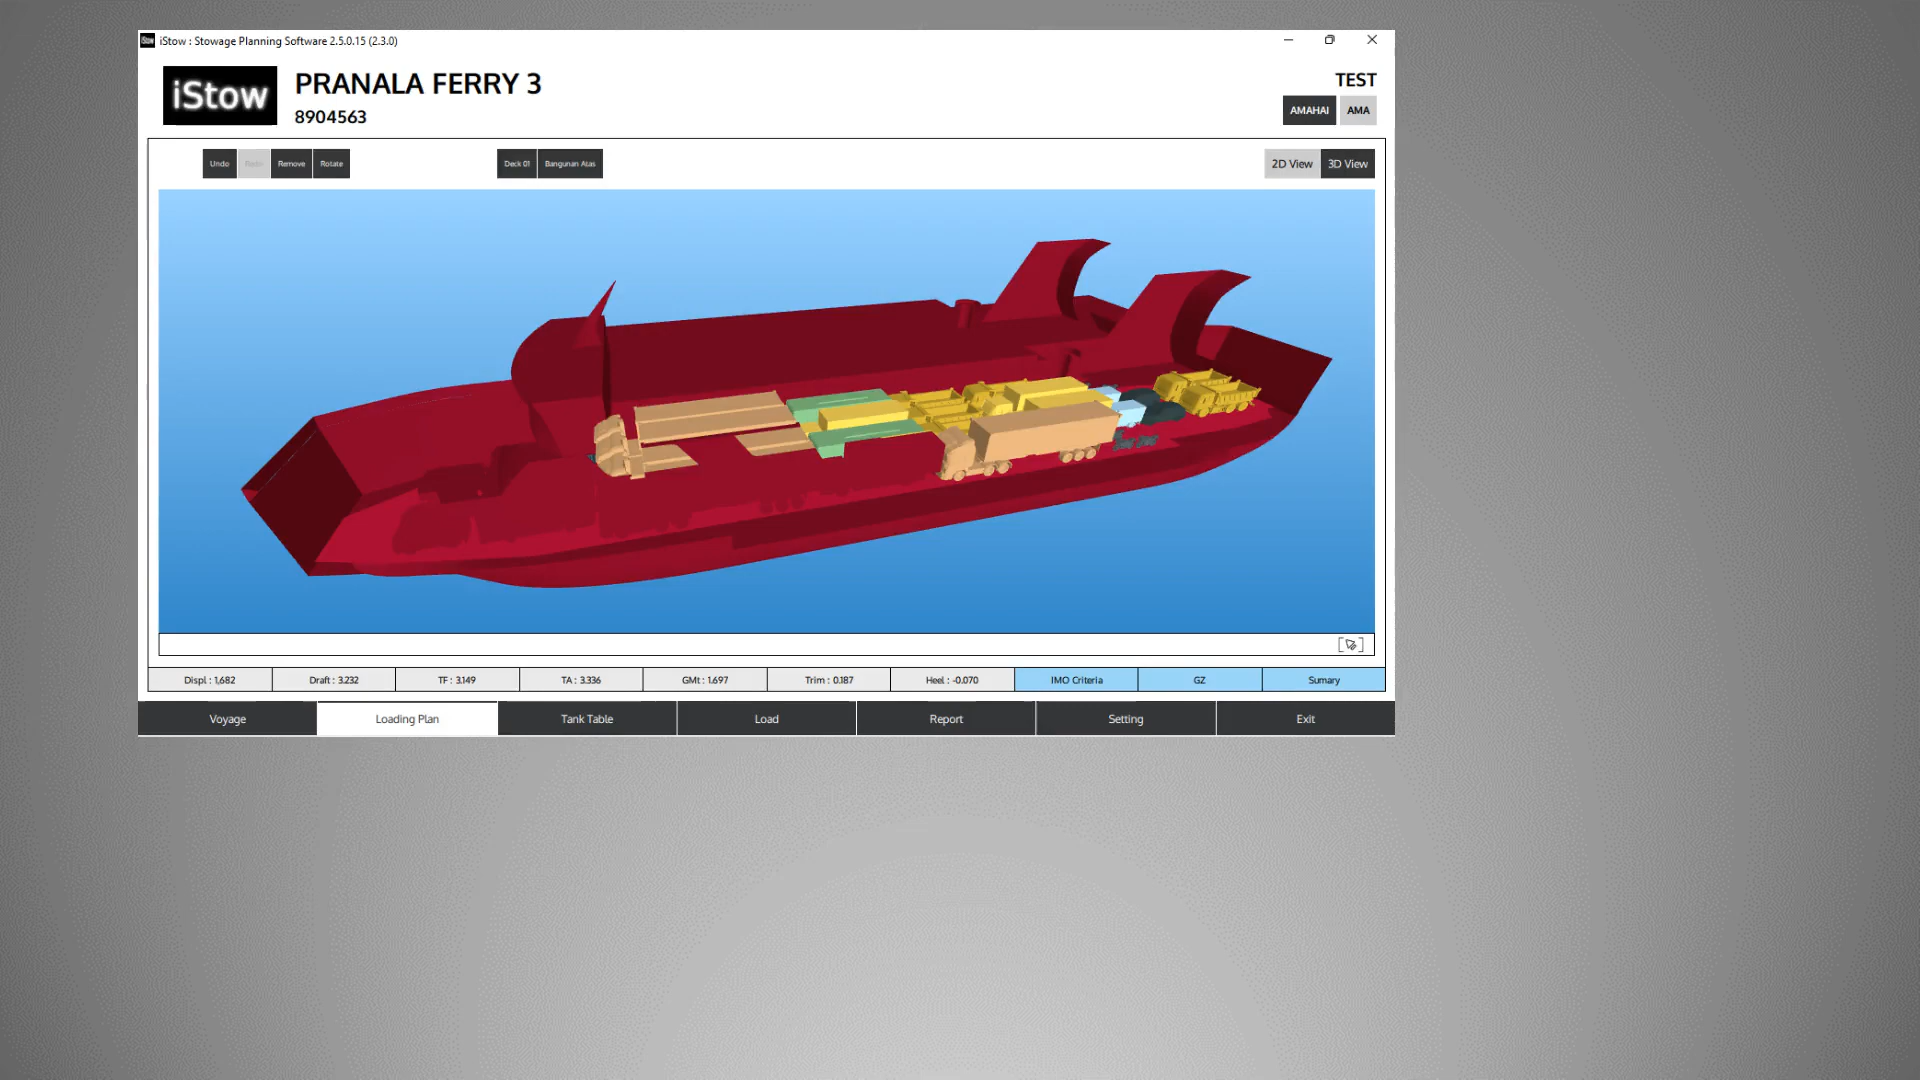 iStow
iStow : Stowage Planning Software 2.5.0.15 (2.3.0)
iStow
PRANALA FERRY 3
8904563
TEST
AMAHAI
AMA
Undo
Redo
Remove
Rotate
Deck 01
Bangunan Atas
2D View
3D View
Displ : 1,682
Draft : 3.232
TF : 3.149
TA : 3.336
GMt : 1.697
Trim : 0.187
Heel : -0.070
IMO Criteria
GZ
Sumary
Voyage
Loading Plan
Tank Table
Load
Report
Setting
Exit